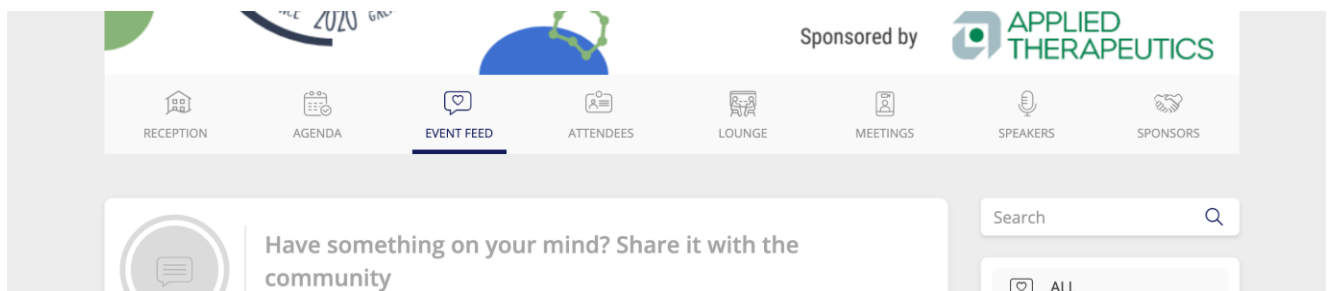 2020
Sponsored by
APPLIED
THERAPEUTICS
RECEPTION
AGENDA
EVENT FEED
ATTENDEES
LOUNGE
MEETINGS
SPEAKERS
SPONSORS
Have something on your mind? Share it with the
community
Search
ALL